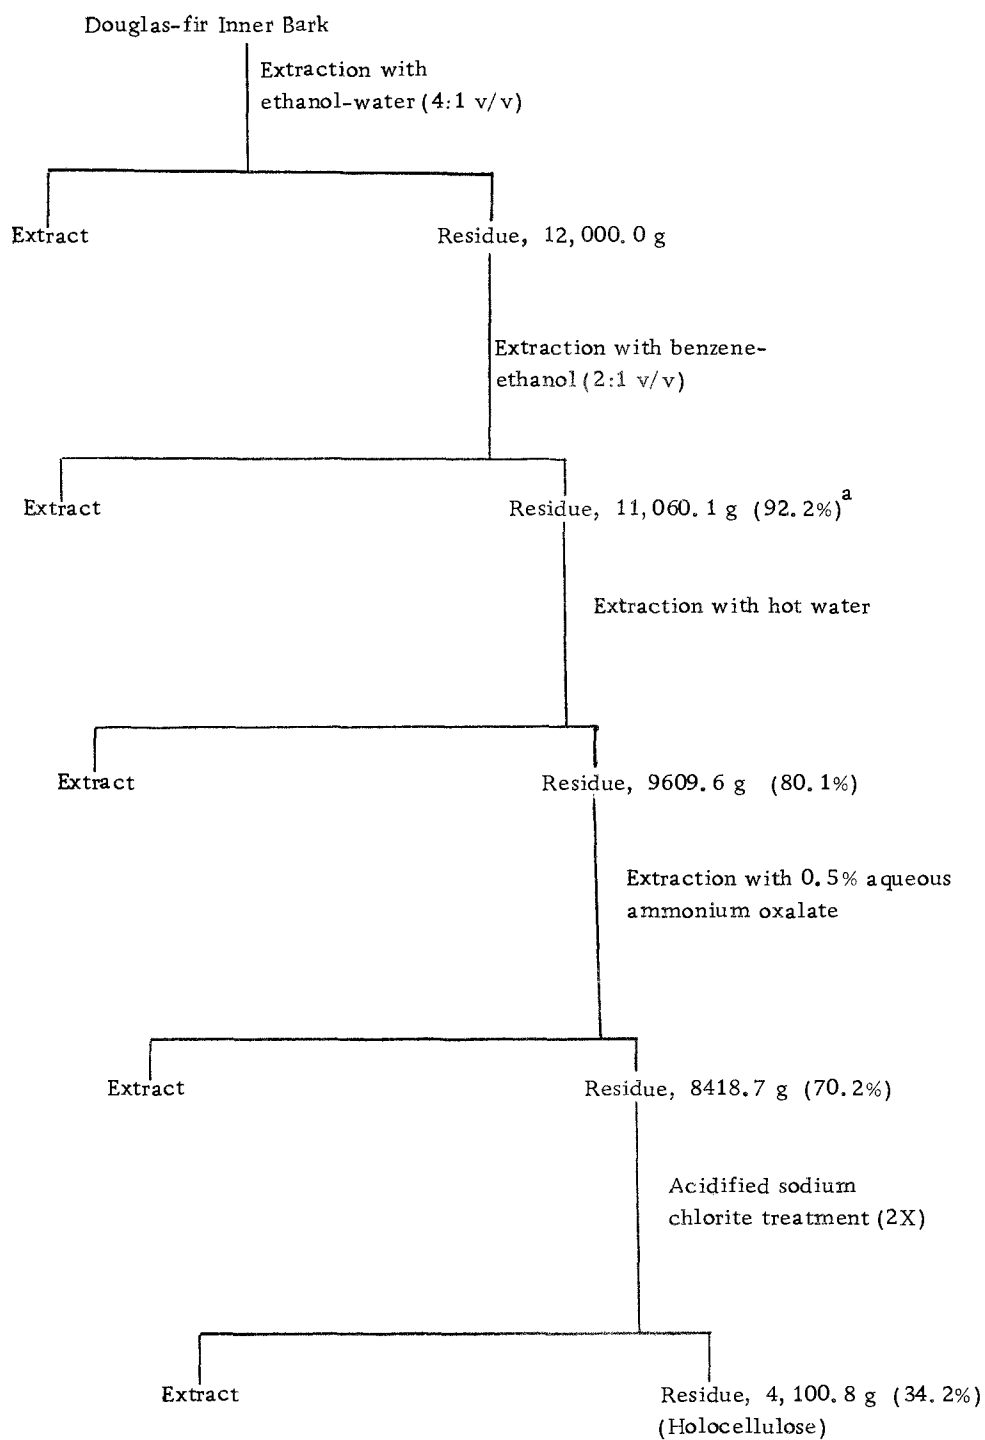 Douglas-fir Inner Bark
Extraction with
ethanol-water (4:1 v/v)
Extract
Residue, 12,000.0 g
Extraction with benzene-
ethanol (2:1 v/v)
Extract
Residue, 11,060.1 g (92.2%)a
Extraction with hot water
Extract
Residue, 9609.6 g (80.1%)
Extraction with 0.5% aqueous
ammonium oxalate
Extract
Residue, 8418.7 g (70.2%)
Acidified sodium
chlorite treatment (2X)
Extract
Residue, 4,100.8 g (34.2%)
(Holocellulose)